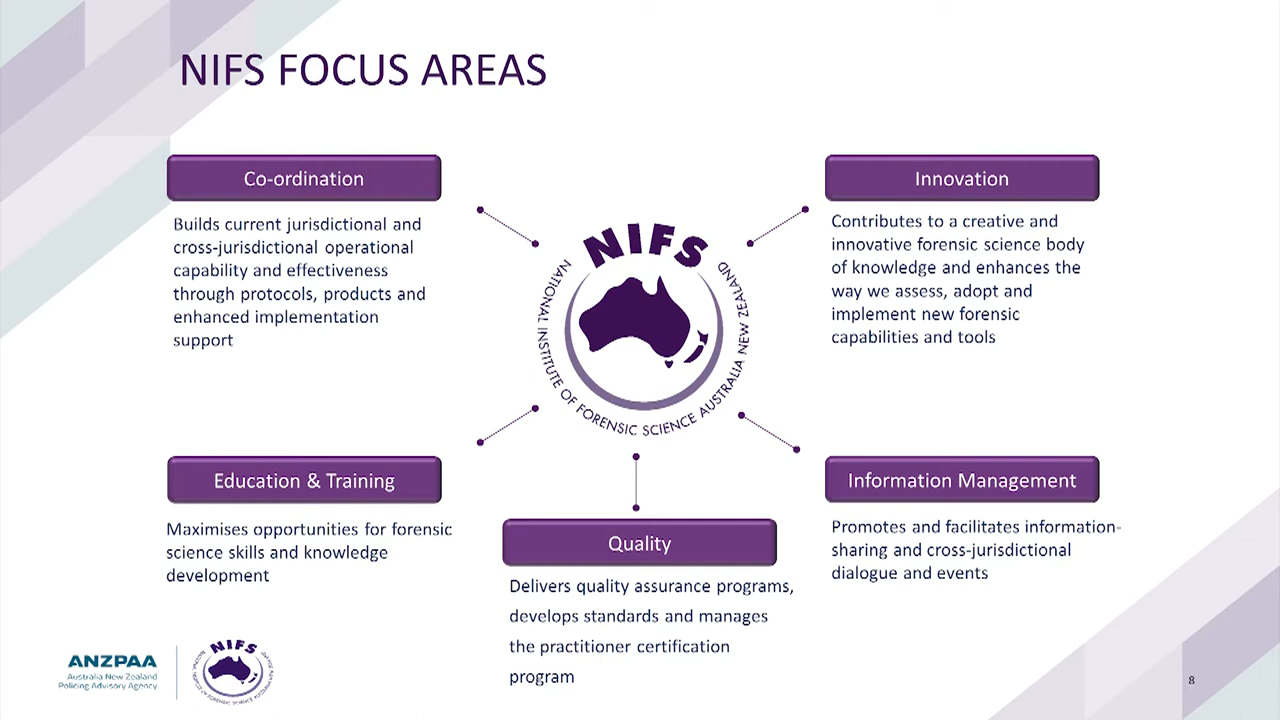 NIFS FOCUS AREAS
Co-ordination
Builds current jurisdictional and
cross-jurisdictional operational
capability and effectiveness
through protocols, products and
enhanced implementation
support
Innovation
Contributes to a creative and
innovative forensic science body
of knowledge and enhances the
way we assess, adopt and
implement new forensic
capabilities and tools
NIFS
NATIONAL INSTITUTE OF FORENSIC SCIENCE AUSTRALIA NEW ZEALAND
Education & Training
Maximises opportunities for forensic
science skills and knowledge
development
Quality
Delivers quality assurance programs,
develops standards and manages
the practitioner certification
program
Information Management
Promotes and facilitates information-
sharing and cross-jurisdictional
dialogue and events
ANZPAA
Australia New Zealand
Policing Advisory Agency
NIFS
8